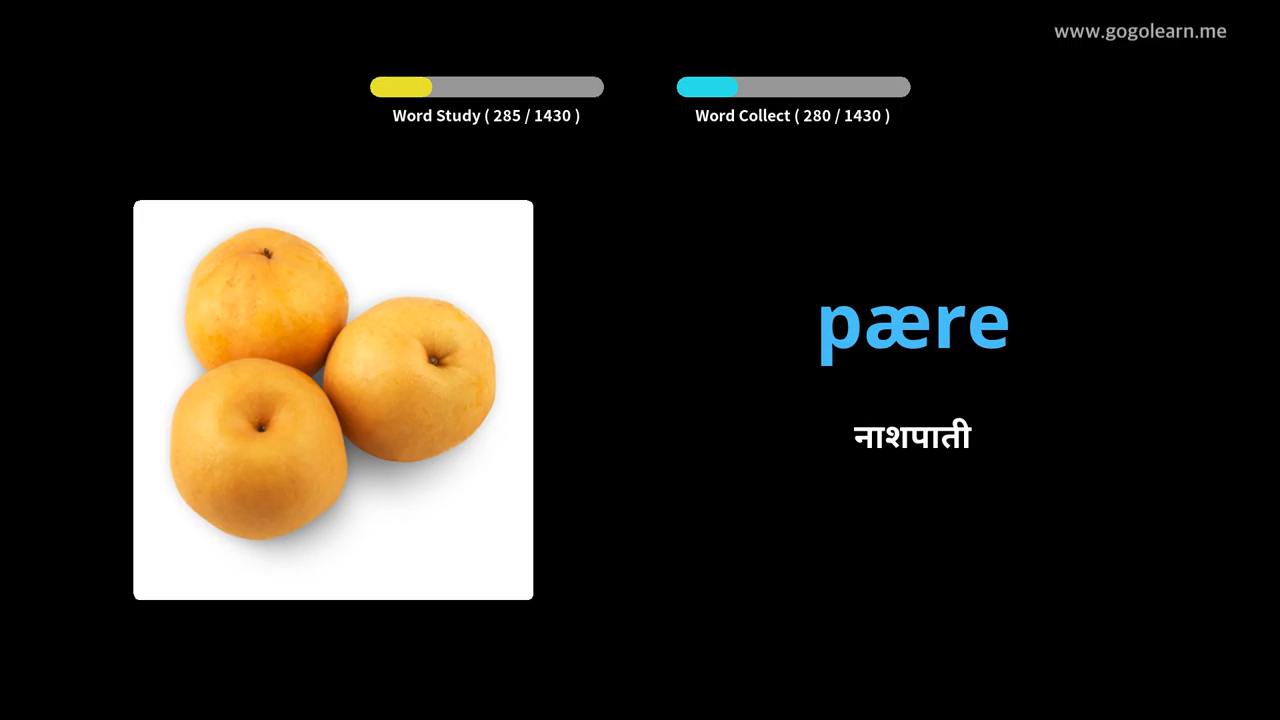 www.gogolearn.me
Word Study ( 285 / 1430 )
Word Collect ( 280 / 1430 )
pære
नाशपाती